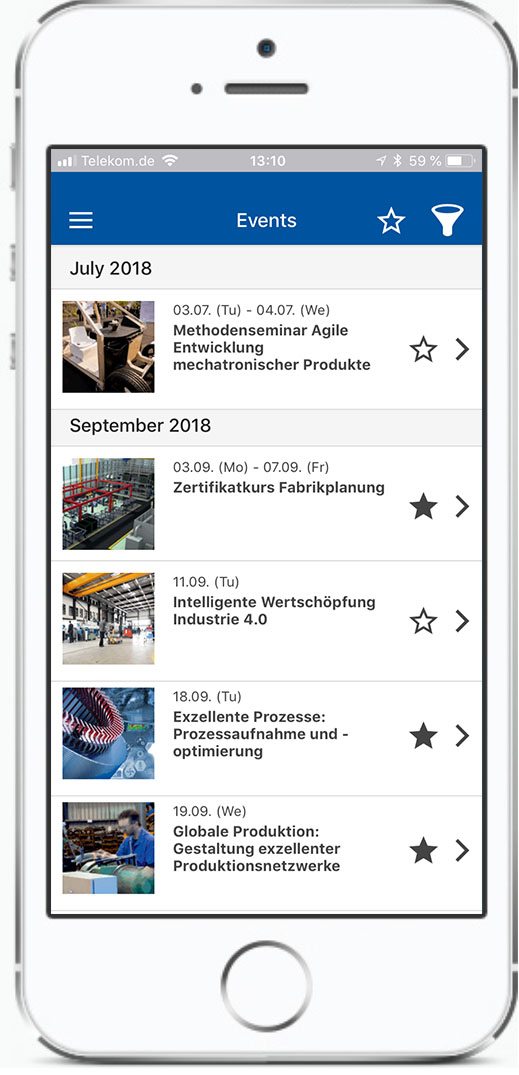 Telekom.de 13:10 59 %
Events
July 2018
03.07. (Tu) - 04.07. (We)
Methodenseminar Agile
Entwicklung
mechatronischer Produkte
September 2018
03.09. (Mo) - 07.09. (Fr)
Zertifikatkurs Fabrikplanung
11.09. (Tu)
Intelligente Wertschöpfung
Industrie 4.0
18.09. (Tu)
Exzellente Prozesse:
Prozessaufnahme und -
optimierung
19.09. (We)
Globale Produktion:
Gestaltung exzellenter
Produktionsnetzwerke